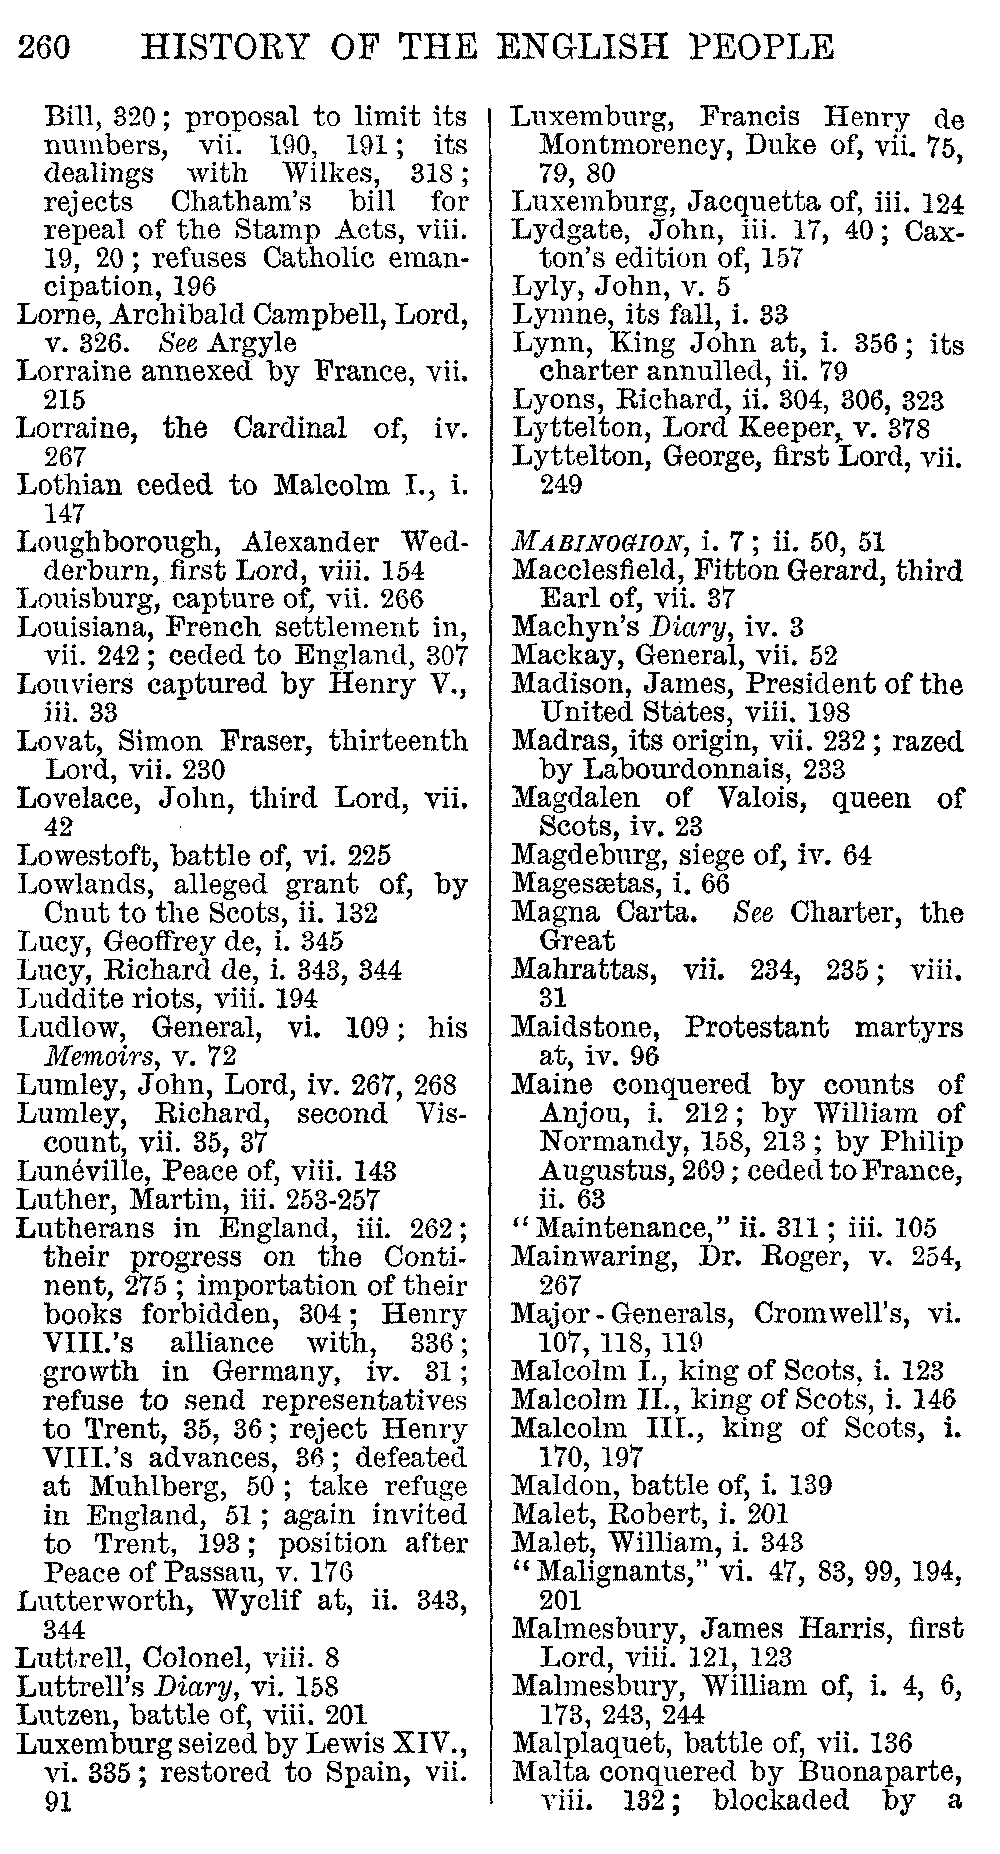 260 HISTORY OF THE ENGLISH PEOPLE
Bill, 320; proposal to limit its
numbers, vii. 190, 191; its
dealings with Wilkes, 318;
rejects Chatham's bill for
repeal of the Stamp Acts, viii.
19, 20; refuses Catholic eman-
cipation, 196
Lorne, Archibald Campbell, Lord,
v. 326. See Argyle
Lorraine annexed by France, vii.
215
Lorraine, the Cardinal of, iv.
267
Lothian ceded to Malcolm I., i.
147
Loughborough, Alexander Wed-
derburn, first Lord, viii. 154
Louisburg, capture of, vii. 266
Louisiana, French settlement in,
vii. 242; ceded to England, 307
Louviers captured by Henry V.,
iii. 33
Lovat, Simon Fraser, thirteenth
Lord, vii. 230
Lovelace, John, third Lord, vii.
42
Lowestoft, battle of, vi. 225
Lowlands, alleged grant of, by
Cnut to the Scots, ii. 132
Lucy, Geoffrey de, i. 345
Lucy, Richard de, i. 343, 344
Luddite riots, viii. 194
Ludlow, General, vi. 109; his
Memoirs, v. 72
Lumley, John, Lord, iv. 267, 268
Lumley, Richard, second Vis-
count, vii. 35, 37
Lunéville, Peace of, viii. 143
Luther, Martin, iii. 253-257
Lutherans in England, iii. 262;
their progress on the Conti-
nent, 275; importation of their
books forbidden, 304; Henry
VIII.'s alliance with, 336;
growth in Germany, iv. 31;
refuse to send representatives
to Trent, 35, 36; reject Henry
VIII.'s advances, 36; defeated
at Muhlberg, 50; take refuge
in England, 51; again invited
to Trent, 193; position after
Peace of Passau, v. 176
Lutterworth, Wyclif at, ii. 343,
344
Luttrell, Colonel, viii. 8
Luttrell's Diary, vi. 158
Lutzen, battle of, viii. 201
Luxemburg seized by Lewis XIV.,
vi. 335; restored to Spain, vii.
91
Luxemburg, Francis Henry de
Montmorency, Duke of, vii. 75,
79, 80
Luxemburg, Jacquetta of, iii. 124
Lydgate, John, iii. 17, 40; Cax-
ton's edition of, 157
Lyly, John, v. 5
Lymne, its fall, i. 33
Lynn, King John at, i. 356; its
charter annulled, ii. 79
Lyons, Richard, ii. 304, 306, 323
Lyttelton, Lord Keeper, v. 378
Lyttelton, George, first Lord, vii.
249
MABINOGION, i. 7; ii. 50, 51
Macclesfield, Fitton Gerard, third
Earl of, vii. 37
Machyn's Diary, iv. 3
Mackay, General, vii. 52
Madison, James, President of the
United States, viii. 198
Madras, its origin, vii. 232; razed
by Labourdonnais, 233
Magdalen of Valois, queen of
Scots, iv. 23
Magdeburg, siege of, iv. 64
Magesætas, i. 66
Magna Carta. See Charter, the
Great
Mahrattas, vii. 234, 235; viii.
31
Maidstone, Protestant martyrs
at, iv. 96
Maine conquered by counts of
Anjou, i. 212; by William of
Normandy, 158, 213; by Philip
Augustus, 269; ceded to France,
ii. 63
"Maintenance," ii. 311; iii. 105
Mainwaring, Dr. Roger, v. 254,
267
Major-Generals, Cromwell's, vi.
107, 118, 119
Malcolm I., king of Scots, i. 123
Malcolm II., king of Scots, i. 146
Malcolm III., king of Scots, i.
170, 197
Maldon, battle of, i. 139
Malet, Robert, i. 201
Malet, William, i. 343
"Malignants," vi. 47, 83, 99, 194,
201
Malmesbury, James Harris, first
Lord, viii. 121, 123
Malmesbury, William of, i. 4, 6,
173, 243, 244
Malplaquet, battle of, vii. 136
Malta conquered by Buonaparte,
viii. 132; blockaded by a